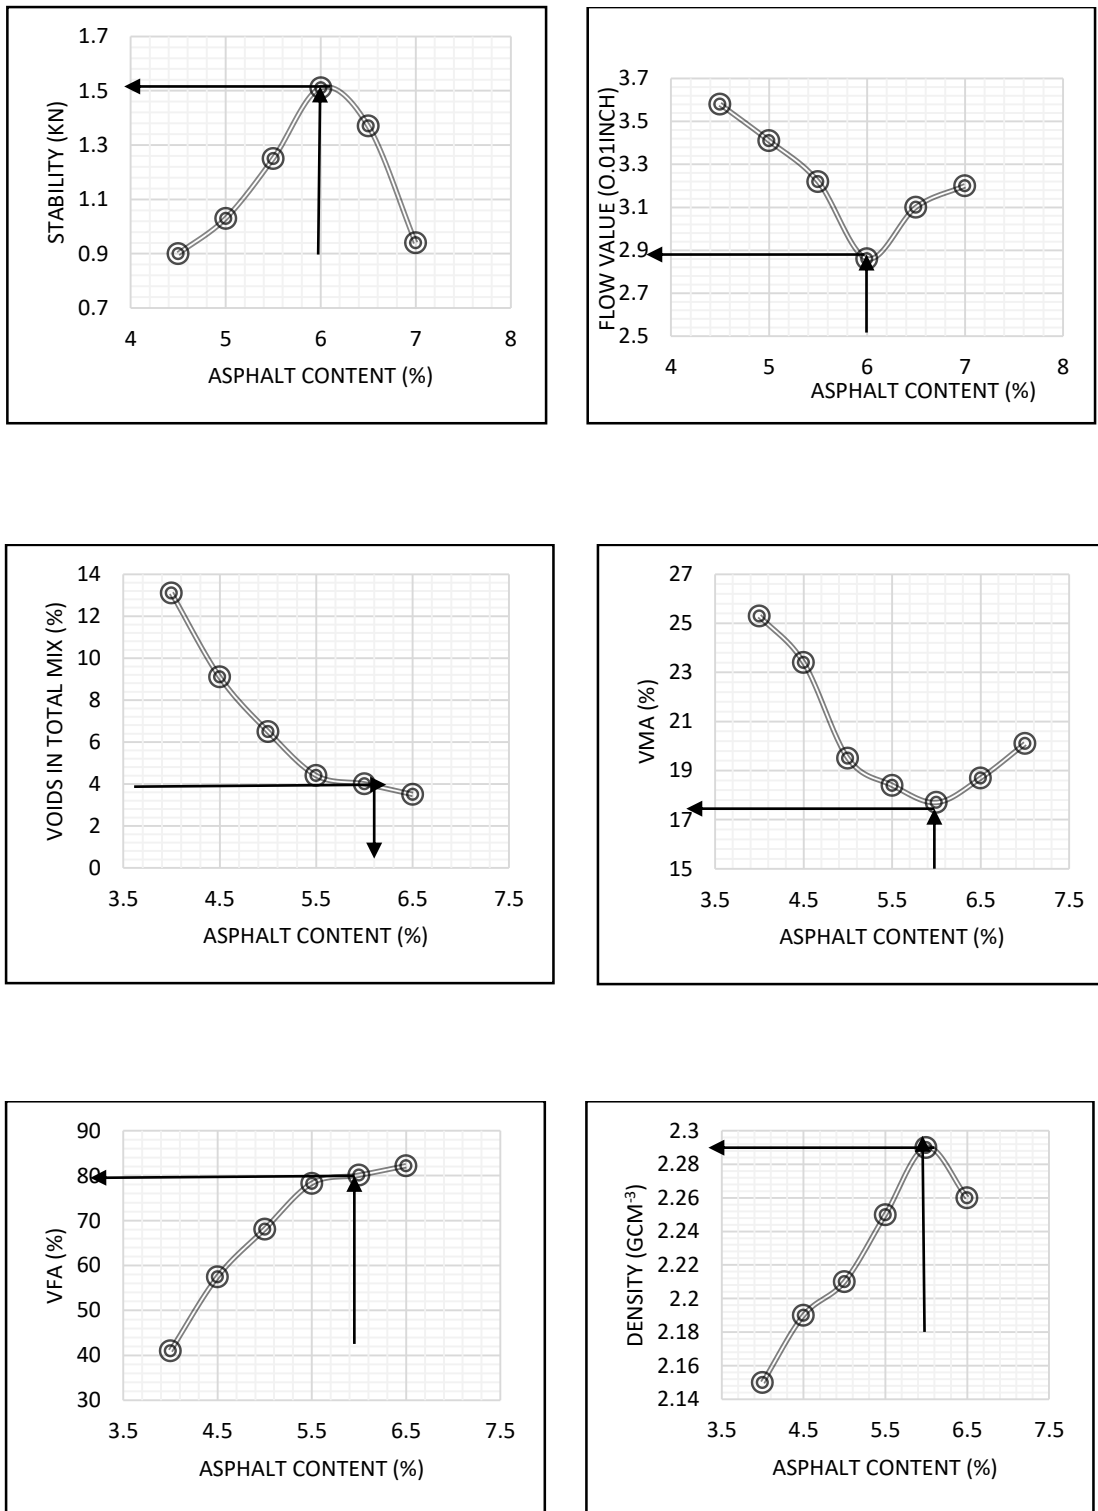 1.7
1.5
1.3
1.1
0.9
0.7
4 5 6 7 8
STABILITY (KN)
ASPHALT CONTENT (%)
3.7
3.5
3.3
3.1
2.9
2.7
2.5
4 5 6 7 8
FLOW VALUE (O.01INCH)
ASPHALT CONTENT (%)
14
12
10
8
6
4
2
0
3.5 4.5 5.5 6.5 7.5
VOIDS IN TOTAL MIX (%)
ASPHALT CONTENT (%)
27
25
23
21
19
17
15
3.5 4.5 5.5 6.5 7.5
VMA (%)
ASPHALT CONTENT (%)
90
80
70
60
50
40
30
3.5 4.5 5.5 6.5 7.5
VFA (%)
ASPHALT CONTENT (%)
2.3
2.28
2.26
2.24
2.22
2.2
2.18
2.16
2.14
3.5 4.5 5.5 6.5 7.5
DENSITY (GCM⁻³)
ASPHALT CONTENT (%)